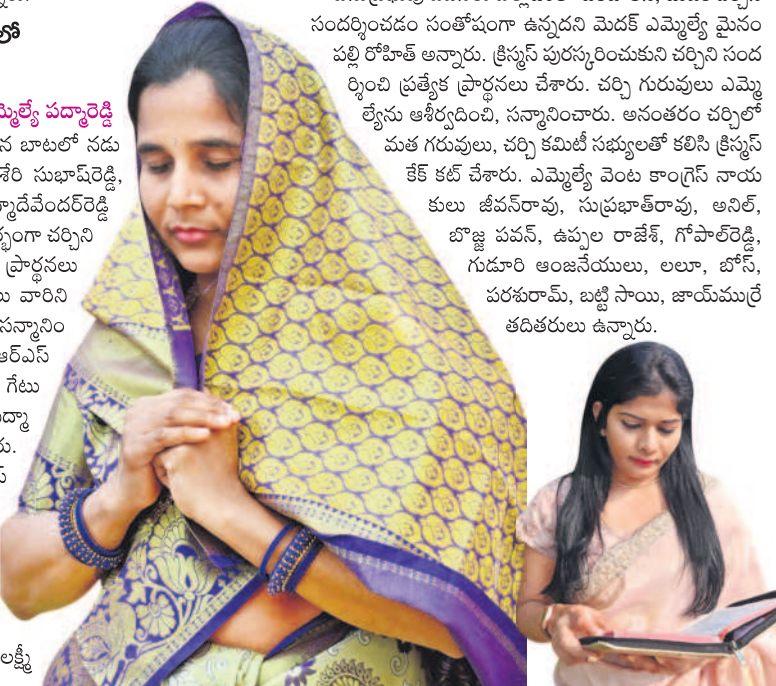 లో
మ్మెల్యే పద్మారెడ్డి
న బాటలో నడు
శేరి సుభాష్‌రెడ్డి,
్మాదేవేందర్‌రెడ్డి
ర్భంగా చర్చిని
ప్రార్థనలు
లు వారిని
సన్మానిం
ఆర్‌ఎస్
గేటు
ద్మా
రు.
స్
లక్ష్మీ
సందర్శించడం సంతోషంగా ఉన్నదని మెదక్ ఎమ్మెల్యే మైనం
పల్లి రోహిత్ అన్నారు. క్రిస్మస్ పురస్కరించుకుని చర్చిని సంద
ర్శించి ప్రత్యేక ప్రార్థనలు చేశారు. చర్చి గురువులు ఎమ్మె
ల్యేను ఆశీర్వదించి, సన్మానించారు. అనంతరం చర్చిలో
మత గరువులు, చర్చి కమిటీ సభ్యులతో కలిసి క్రిస్మస్
కేక్ కట్ చేశారు. ఎమ్మెల్యే వెంట కాంగ్రెస్ నాయ
కులు జీవన్‌రావు, సుప్రభాత్‌రావు, అనిల్,
బొజ్జ పవన్, ఉప్పల రాజేశ్, గోపాల్‌రెడ్డి,
గుడూరి ఆంజనేయులు, లలూ, బోస్,
పరశురామ్, బట్టి సాయి, జాయ్‌ముర్రే
తదితరులు ఉన్నారు.